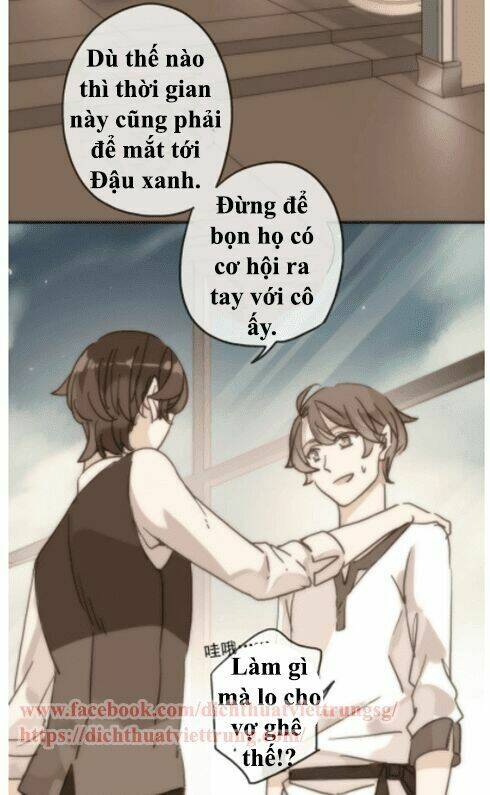 Dù thế nào
thì thời gian
này cũng phải
để mắt tới
Đậu xanh.
Đừng để
bọn họ có
cơ hội ra
tay với cô
ấy.
哇哦……
Làm gì
mà lo cho
vợ ghê
thế!?
www.facebook.com/dichthuatviettrungsg/
https://dichthuatviettrung.com